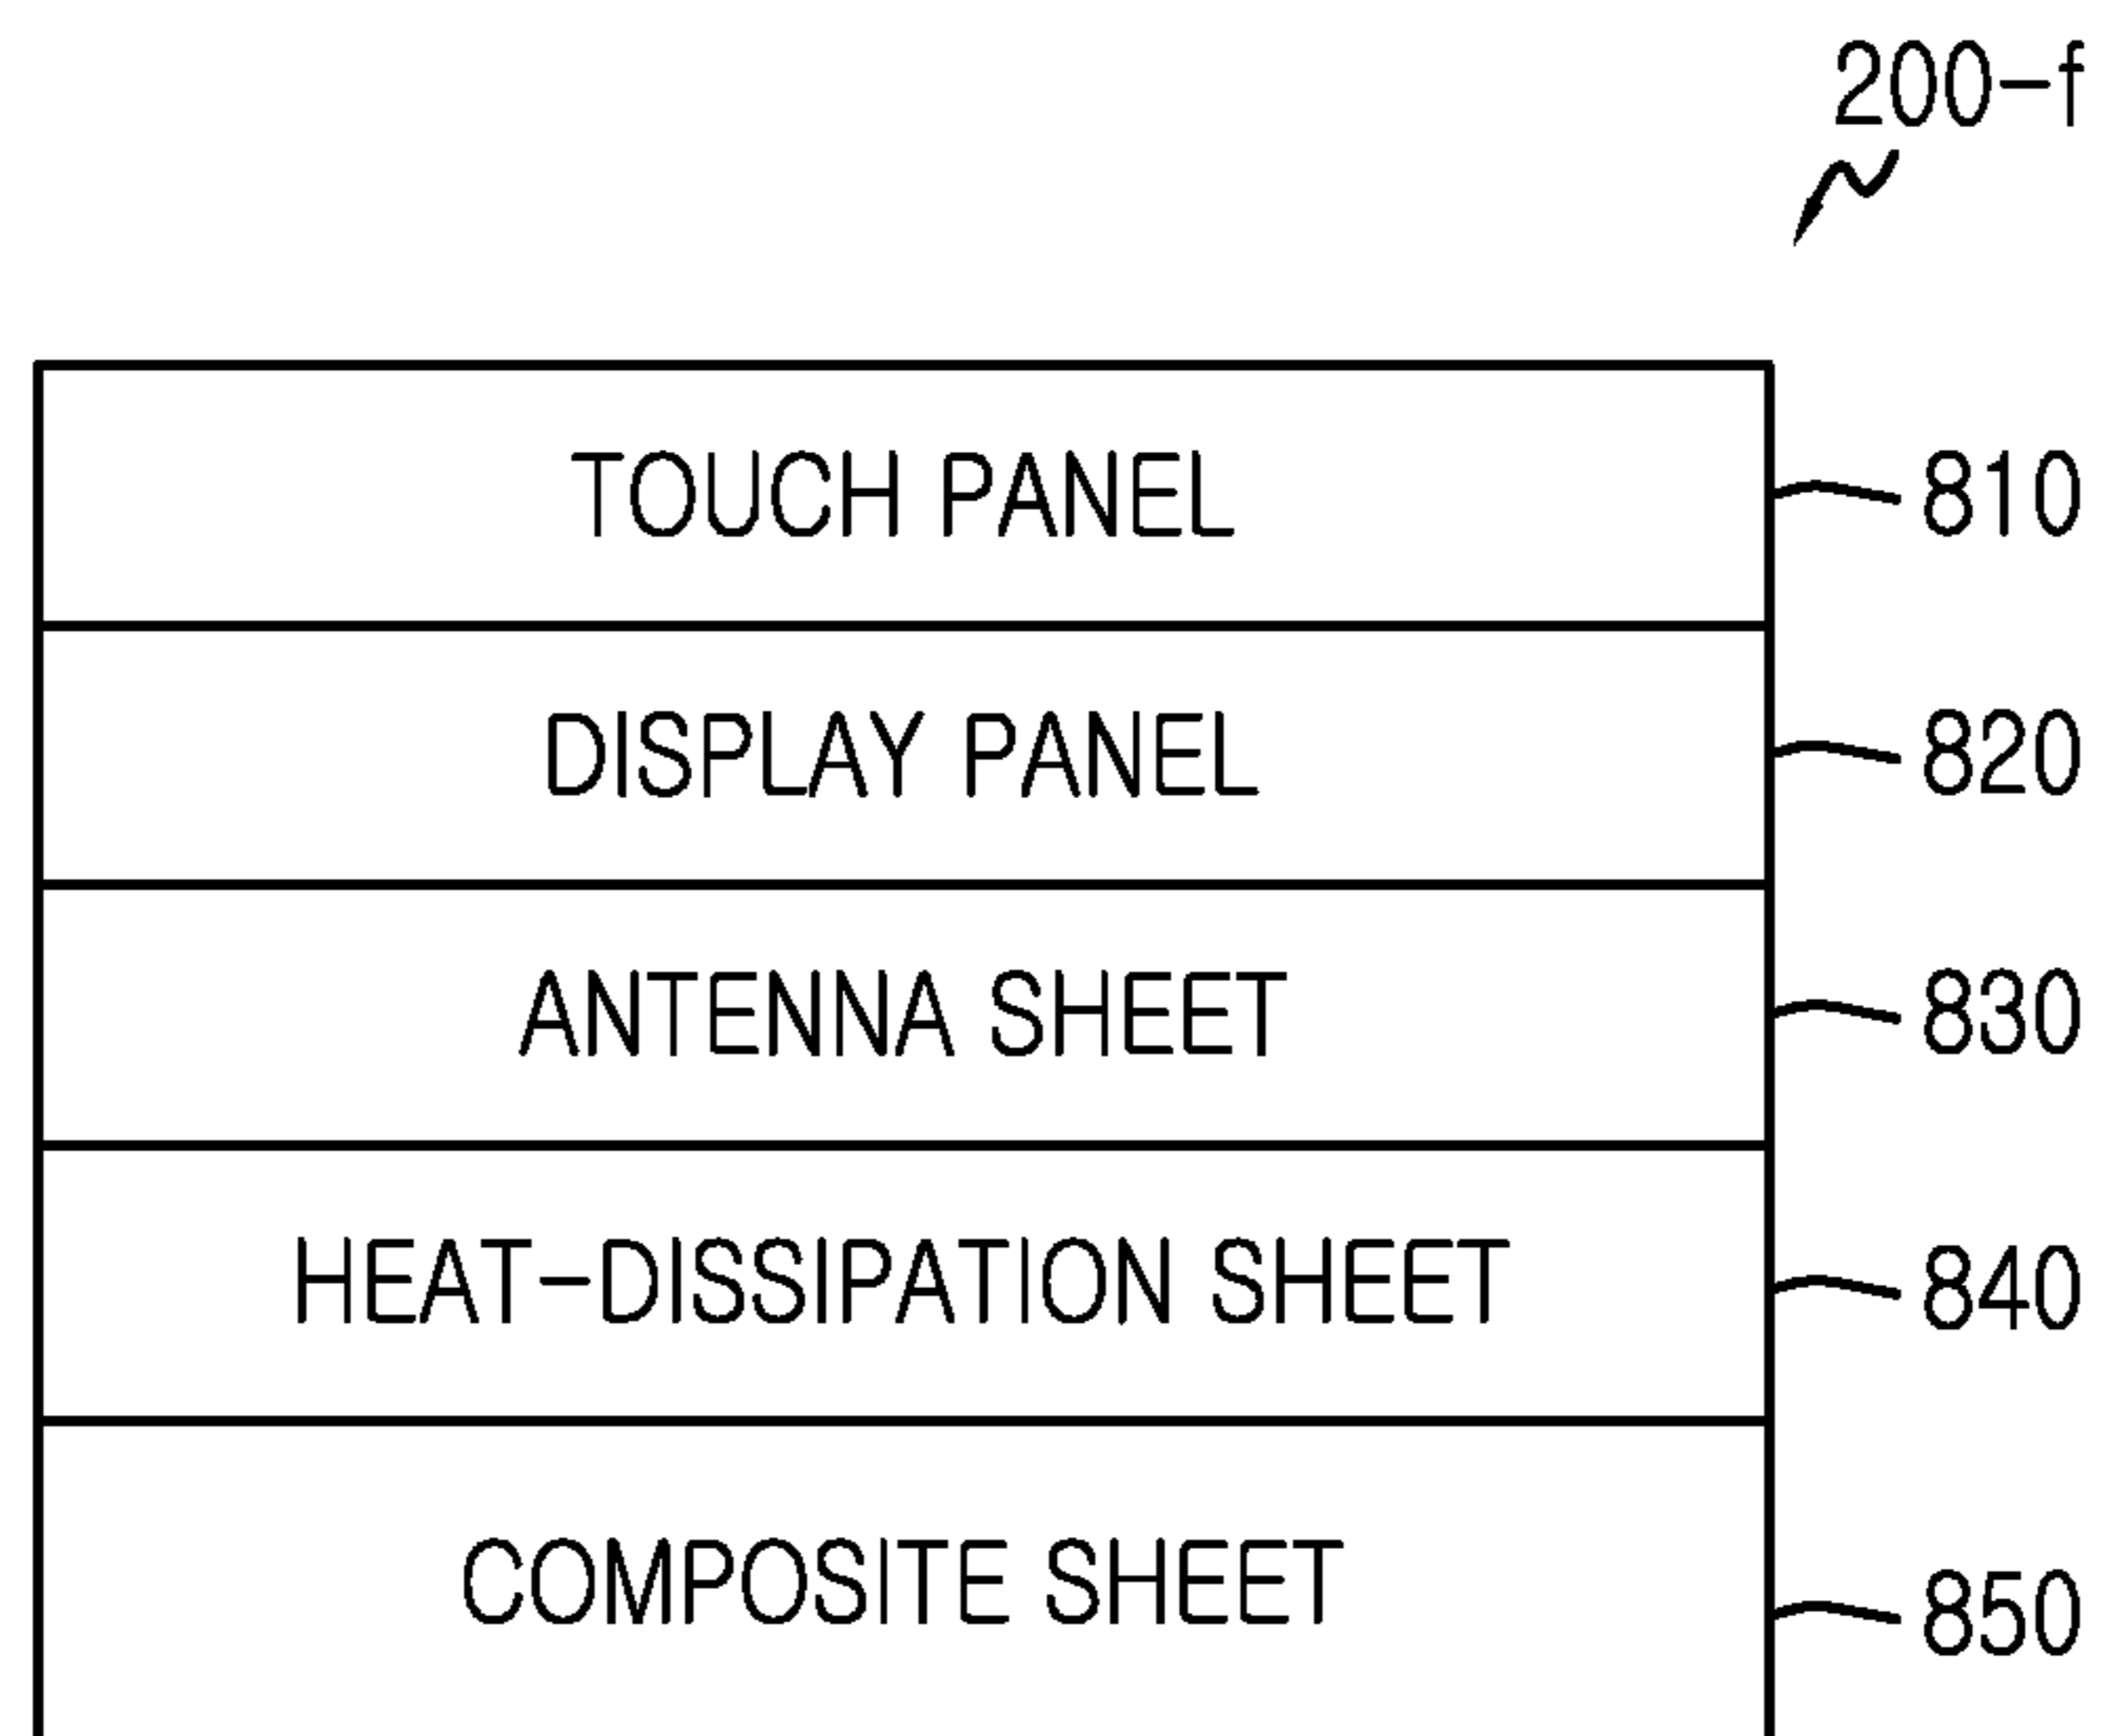 200-f
TOUCH PANEL 810
DISPLAY PANEL 820
ANTENNA SHEET 830
HEAT-DISSIPATION SHEET 840
COMPOSITE SHEET 850